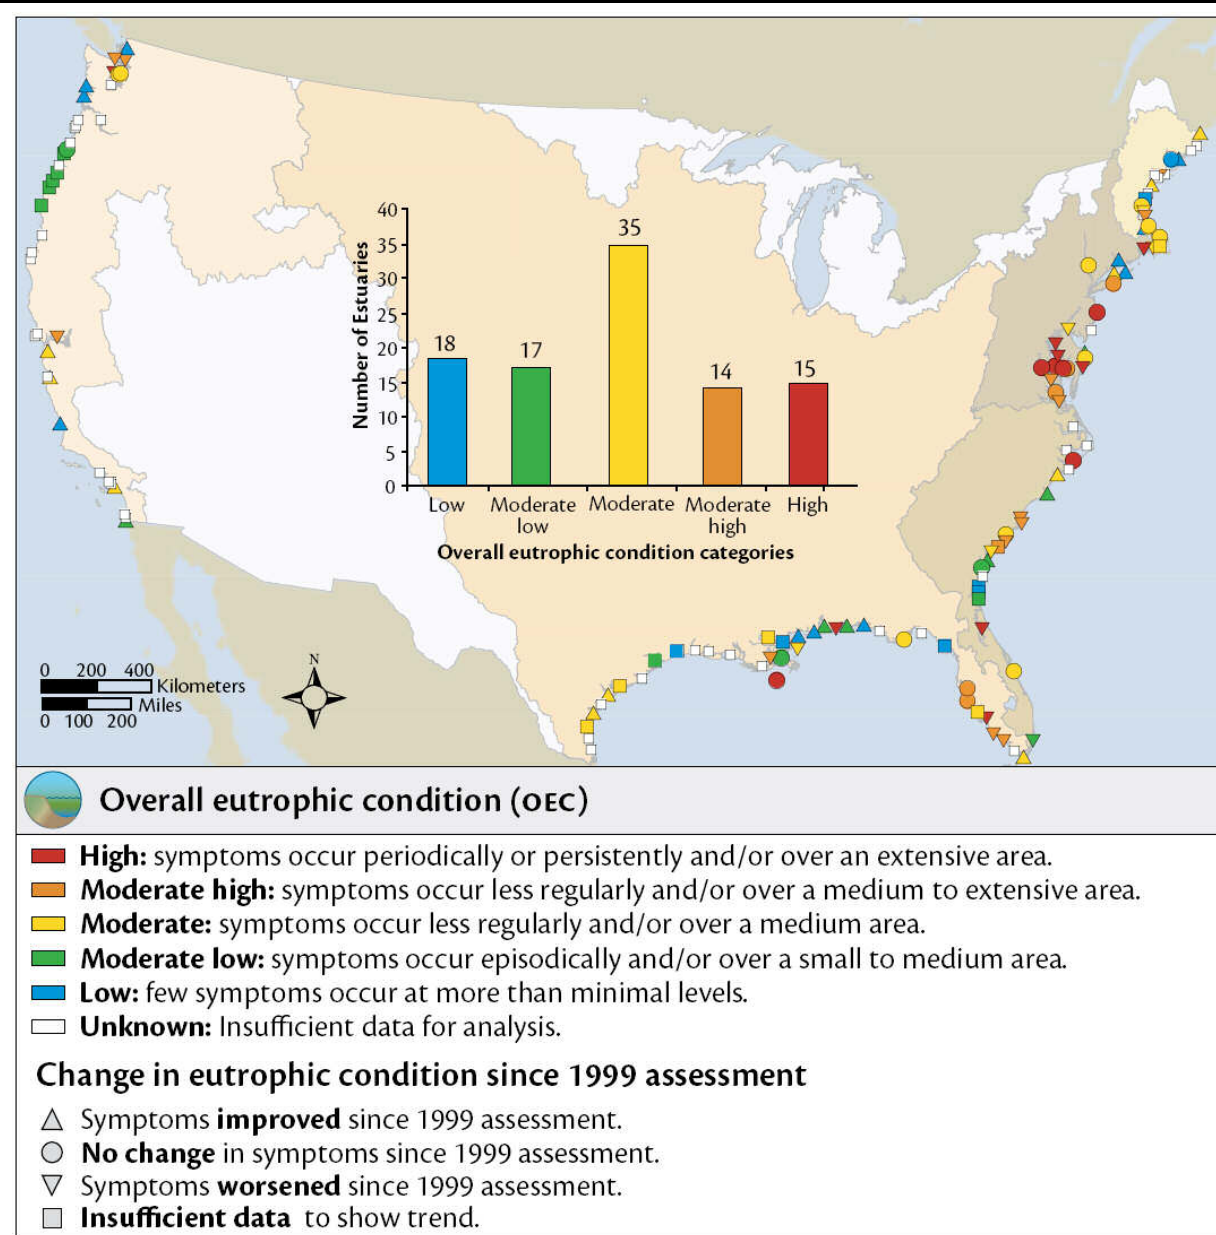 40
35
30
25
20
15
10
5
0
Number of Estuaries
18
17
35
14
15
Low
Moderate low
Moderate
Moderate high
High
Overall eutrophic condition categories
N
0 200 400
Kilometers
Miles
0 100 200
Overall eutrophic condition (OEC)
High: symptoms occur periodically or persistently and/or over an extensive area.
Moderate high: symptoms occur less regularly and/or over a medium to extensive area.
Moderate: symptoms occur less regularly and/or over a medium area.
Moderate low: symptoms occur episodically and/or over a small to medium area.
Low: few symptoms occur at more than minimal levels.
Unknown: Insufficient data for analysis.
Change in eutrophic condition since 1999 assessment
Symptoms improved since 1999 assessment.
No change in symptoms since 1999 assessment.
Symptoms worsened since 1999 assessment.
Insufficient data to show trend.